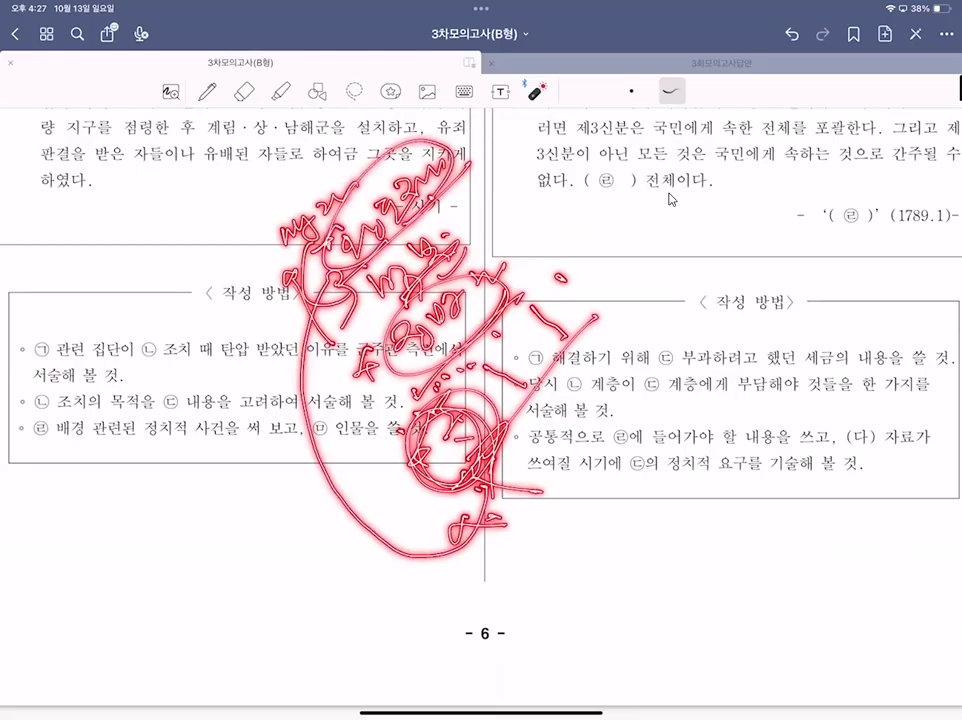 오후 4:27 10월 13일 일요일
38%
3차모의고사(B형)
3차모의고사(B형)
3회모의고사답안
량 지구를 점령한 후 계림·상·남해군을 설치하고, 유죄
판결을 받은 자들이나 유배된 자들로 하여금 그곳을 지키게
하였다.
〈 작성 방법〉
◦ ㉠ 관련 집단이 ㉡ 조치 때 탄압 받았던 이유를 군주관 측면에서
서술해 볼 것.
◦ ㉡ 조치의 목적을 ㉢ 내용을 고려하여 서술해 볼 것.
◦ ㉣ 배경 관련된 정치적 사건을 써 보고, ㉤ 인물을 쓸
러면 제3신분은 국민에게 속한 전체를 포괄한다. 그리고 제
3신분이 아닌 모든 것은 국민에게 속하는 것으로 간주될 수
없다. ( ㉣ ) 전체이다.
- ‘( ㉣ )’ (1789.1)-
〈 작성 방법〉
◦ ㉠ 해결하기 위해 ㉢ 부과하려고 했던 세금의 내용을 쓸 것.
당시 ㉡ 계층이 ㉢ 계층에게 부담해야 것들을 한 가지를
서술해 볼 것.
◦ 공통적으로 ㉣에 들어가야 할 내용을 쓰고, (다) 자료가
쓰여질 시기에 ㉢의 정치적 요구를 기술해 볼 것.
- 6 -